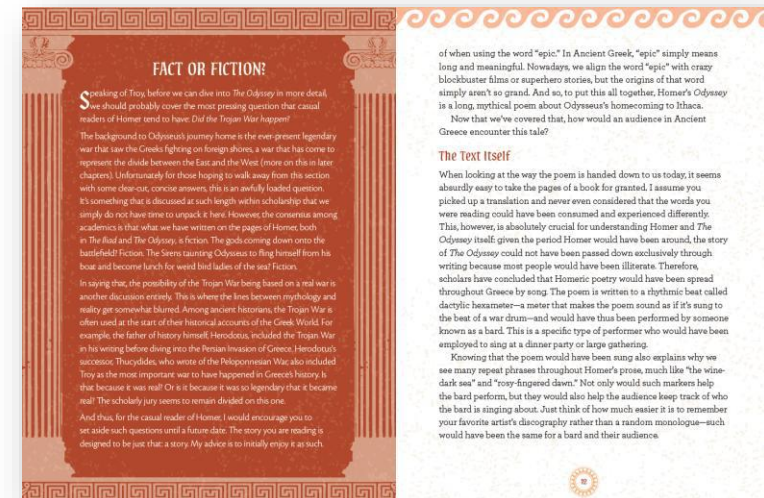 FACT OR FICTION?
Speaking of Troy, before we can dive into The Odyssey in more detail,
we should probably cover the most pressing question that casual
readers of Homer tend to have: Did the Trojan War happen?
The background to Odysseus's journey home is the ever-present legendary
war that saw the Greeks fighting on foreign shores, a war that has come to
represent the divide between the East and the West (more on this in later
chapters). Unfortunately for those hoping to walk away from this section
with some clear-cut, concise answers, this is an awfully loaded question.
It's something that is discussed at such length within scholarship that we
simply do not have time to unpack it here. However, the consensus among
academics is that what we have written on the pages of Homer, both
in The Iliad and The Odyssey, is fiction. The gods coming down onto the
battlefield? Fiction. The Sirens taunting Odysseus to fling himself from his
boat and become lunch for weird bird ladies of the sea? Fiction.
In saying that, the possibility of the Trojan War being based on a real war is
another discussion entirely. This is where the lines between mythology and
reality get somewhat blurred. Among ancient historians, the Trojan War is
often used at the start of their historical accounts of the Greek World. For
example, the father of history himself, Herodotus, included the Trojan War
in his writing before diving into the Persian Invasion of Greece, Herodotus's
successor, Thucydides, who wrote of the Peloponnesian War, also included
Troy as the most important war to have happened in Greece's history. Is
that because it was real? Or is it because it was so legendary that it became
real? The scholarly jury seems to remain divided on this one.
And thus, for the casual reader of Homer, I would encourage you to
set aside such questions until a future date. The story you are reading is
designed to be just that: a story. My advice is to initially enjoy it as such.
of when using the word "epic." In Ancient Greek, "epic" simply means
long and meaningful. Nowadays, we align the word "epic" with crazy
blockbuster films or superhero stories, but the origins of that word
simply aren't so grand. And so, to put this all together, Homer's Odyssey
is a long, mythical poem about Odysseus's homecoming to Ithaca.
Now that we've covered that, how would an audience in Ancient
Greece encounter this tale?
The Text Itself
When looking at the way the poem is handed down to us today, it seems
absurdly easy to take the pages of a book for granted. I assume you
picked up a translation and never even considered that the words you
were reading could have been consumed and experienced differently.
This, however, is absolutely crucial for understanding Homer and The
Odyssey itself: given the period Homer would have been around, the story
of The Odyssey could not have been passed down exclusively through
writing because most people would have been illiterate. Therefore,
scholars have concluded that Homeric poetry would have been spread
throughout Greece by song. The poem is written to a rhythmic beat called
dactylic hexameter—a meter that makes the poem sound as if it's sung to
the beat of a war drum—and would have thus been performed by someone
known as a bard. This is a specific type of performer who would have been
employed to sing at a dinner party or large gathering.
Knowing that the poem would have been sung also explains why we
see many repeat phrases throughout Homer's prose, much like "the wine-
dark sea" and "rosy-fingered dawn." Not only would such markers help
the bard perform, but they would also help the audience keep track of who
the bard is singing about. Just think of how much easier it is to remember
your favorite artist's discography rather than a random monologue—such
would have been the same for a bard and their audience.